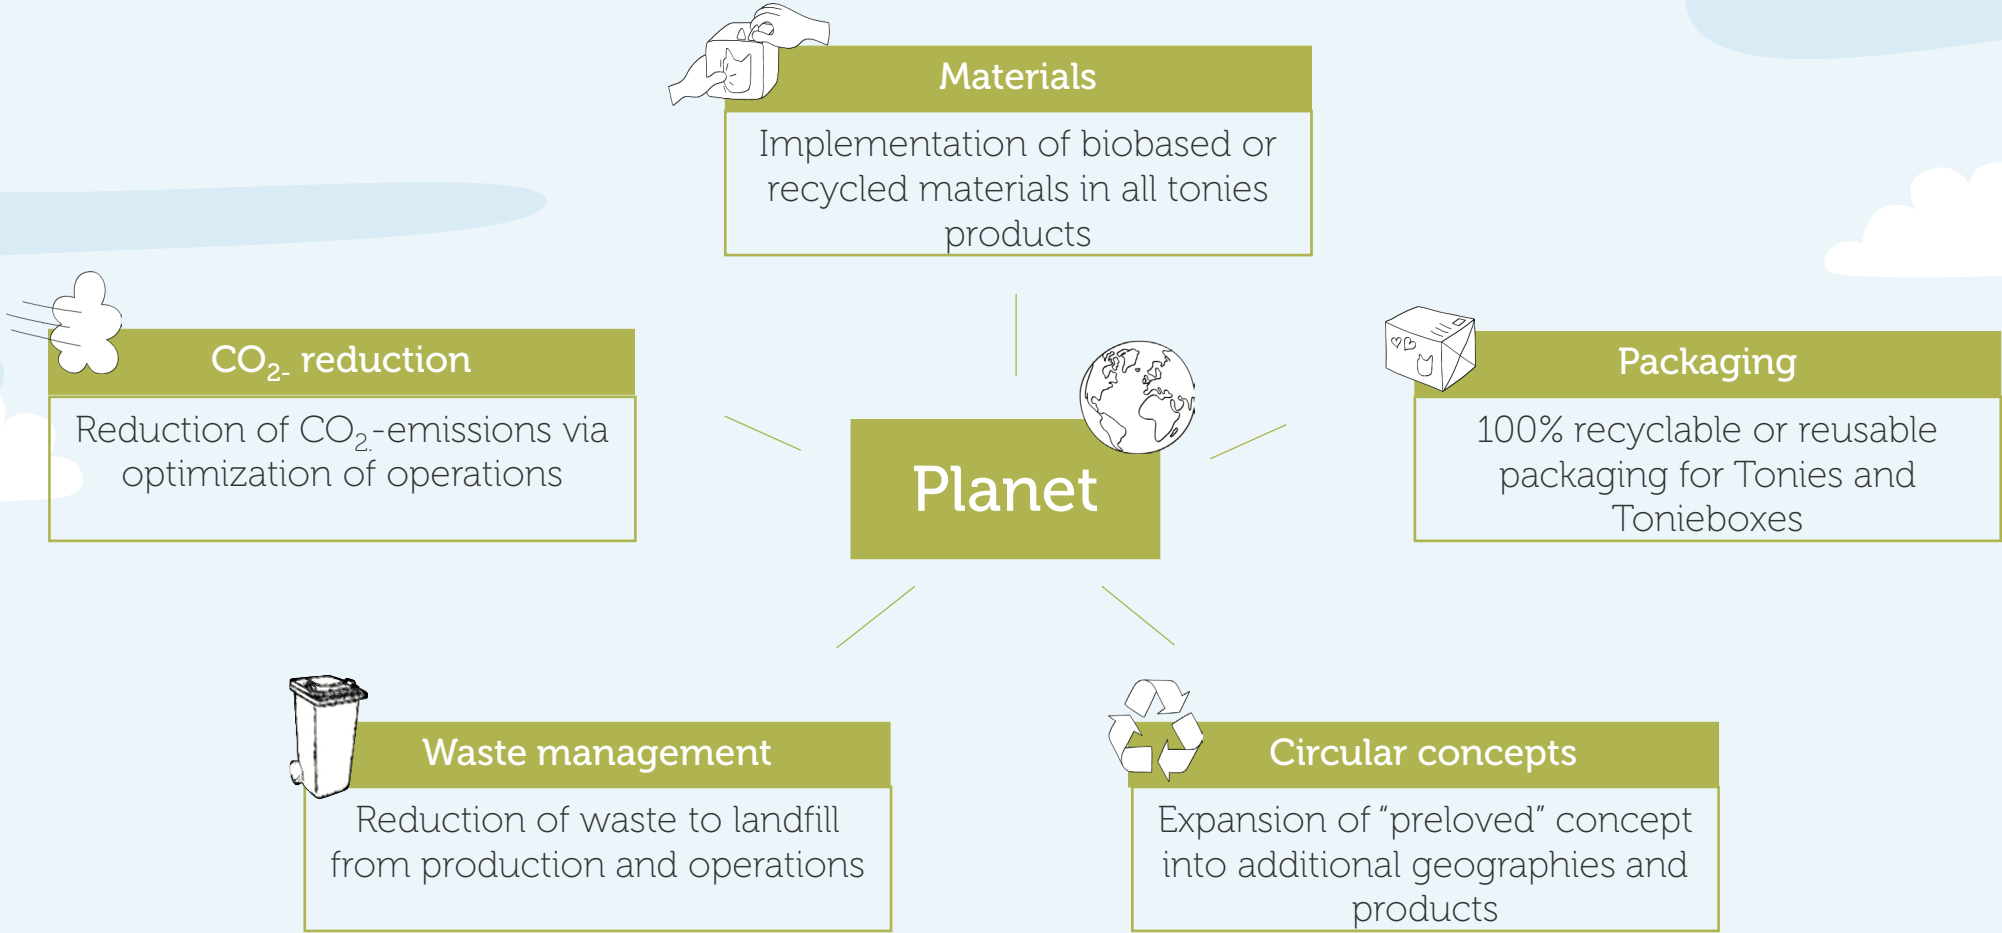 Materials
Implementation of biobased or
recycled materials in all tonies
products
CO₂- reduction
Reduction of CO₂.-emissions via
optimization of operations
Planet
Packaging
100% recyclable or reusable
packaging for Tonies and
Tonieboxes
Waste management
Reduction of waste to landfill
from production and operations
Circular concepts
Expansion of “preloved” concept
into additional geographies and
products